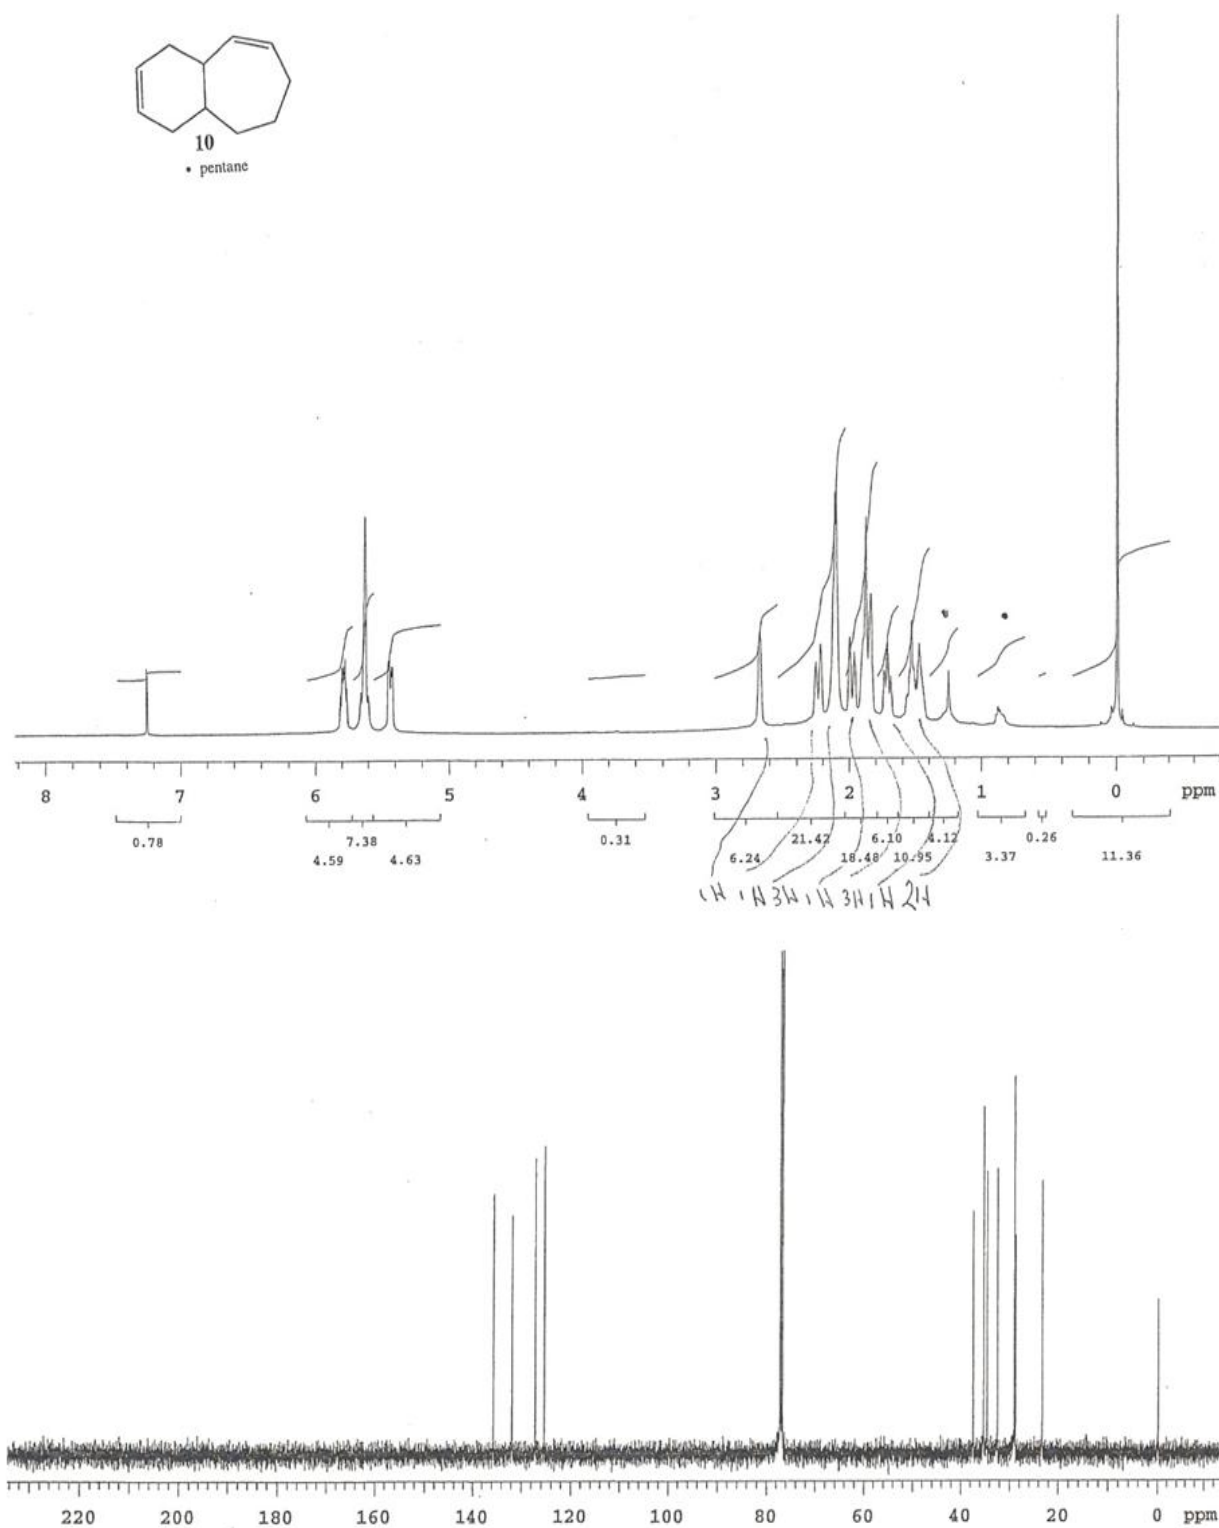 10
• pentane
8 7 6 5 4 3 2 1 0 ppm
0.78 7.38 0.31 21.42 6.10 4.12 0.26
4.59 4.63 6.24 18.48 10.95 3.37 11.36
1H 1H 3H 1H 3H 1H 2H
220 200 180 160 140 120 100 80 60 40 20 0 ppm